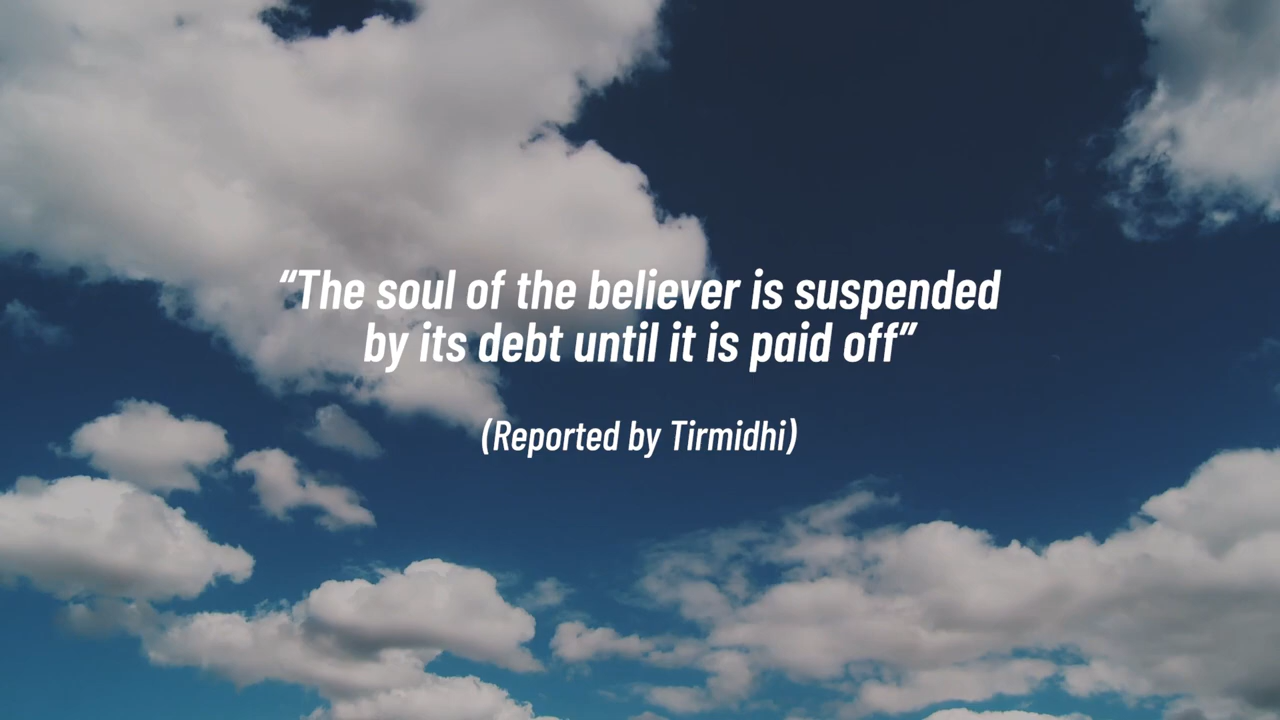 “The soul of the believer is suspended
by its debt until it is paid off”
(Reported by Tirmidhi)